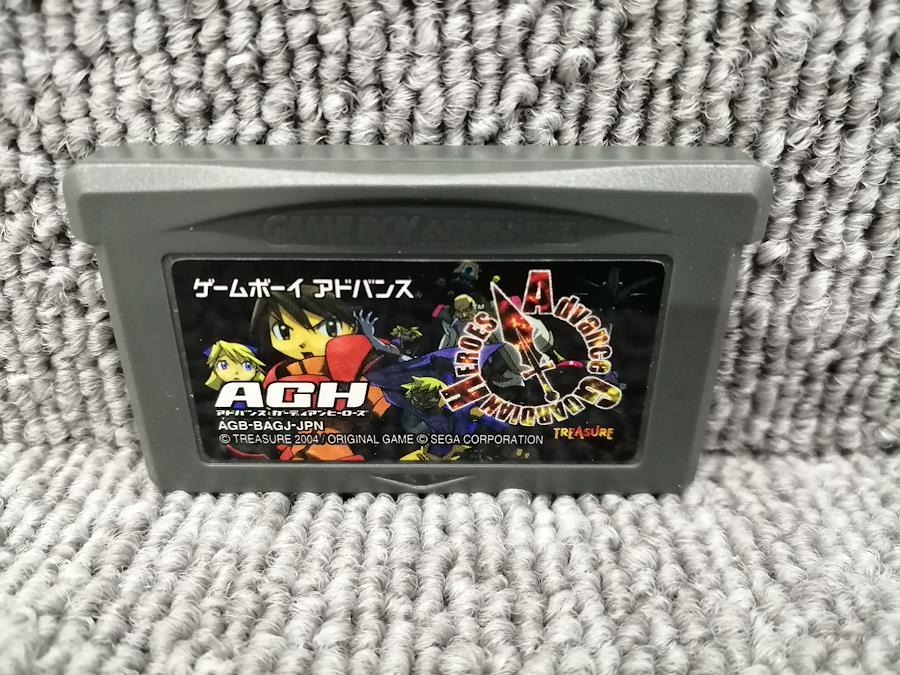 GAME BOY ADVANCE
ゲームボーイ アドバンス
Advance GUARDIAN HEROES
AGH
アドバンスガーディアンヒーローズ
AGB-BAGJ-JPN
© TREASURE 2004 / ORIGINAL GAME © SEGA CORPORATION
TREASURE